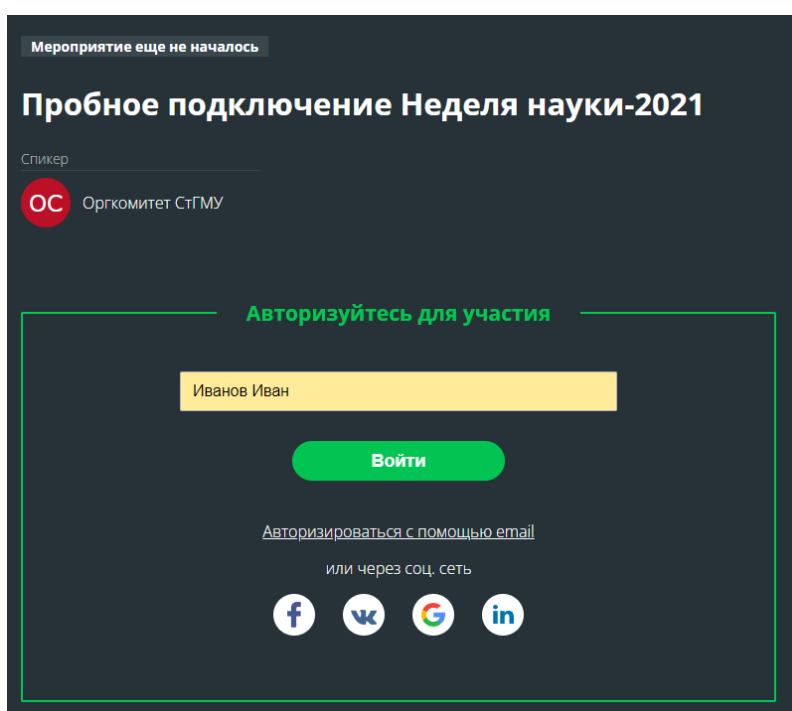 Мероприятие еще не началось
Пробное подключение Неделя науки-2021
Спикер
ОС Оргкомитет СтГМУ
Авторизуйтесь для участия
Иванов Иван
Войти
Авторизироваться с помощью email
или через соц. сеть
f VK G in